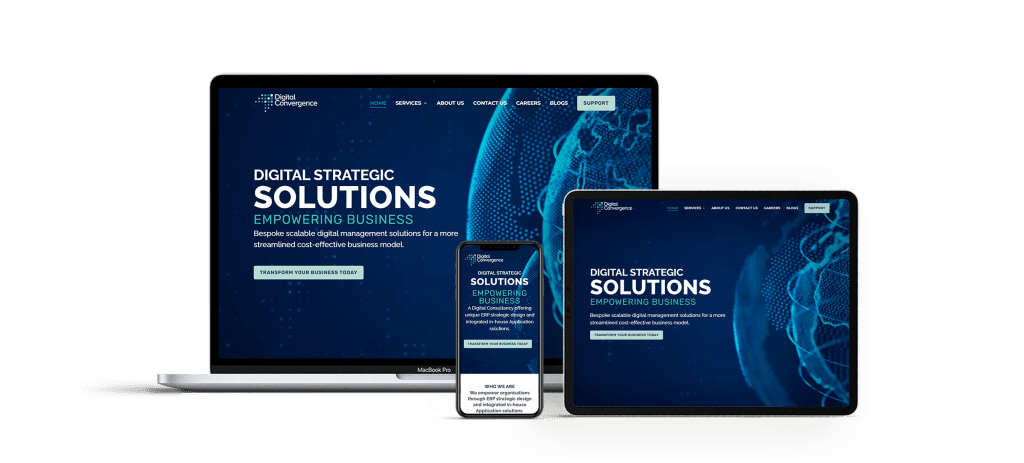 Digital
Convergence
HOME SERVICES ABOUT US CONTACT US CAREERS BLOGS SUPPORT
DIGITAL STRATEGIC
SOLUTIONS
EMPOWERING BUSINESS
Bespoke scalable digital management solutions for a more
streamlined cost-effective business model.
TRANSFORM YOUR BUSINESS TODAY
MacBook Pro
Digital
Convergence
DIGITAL STRATEGIC
SOLUTIONS
EMPOWERING
BUSINESS
A Digital Consultancy offering
unique ERP strategic design and
integrated in-house Application
solutions.
TRANSFORM YOUR BUSINESS TODAY
WHO WE ARE
We empower organisations
through ERP strategic design
and integrated in-house
Application solutions.
Digital
Convergence
HOME SERVICES ABOUT US CONTACT US CAREERS BLOGS SUPPORT
DIGITAL STRATEGIC
SOLUTIONS
EMPOWERING BUSINESS
Bespoke scalable digital management solutions for a more
streamlined cost-effective business model.
TRANSFORM YOUR BUSINESS TODAY